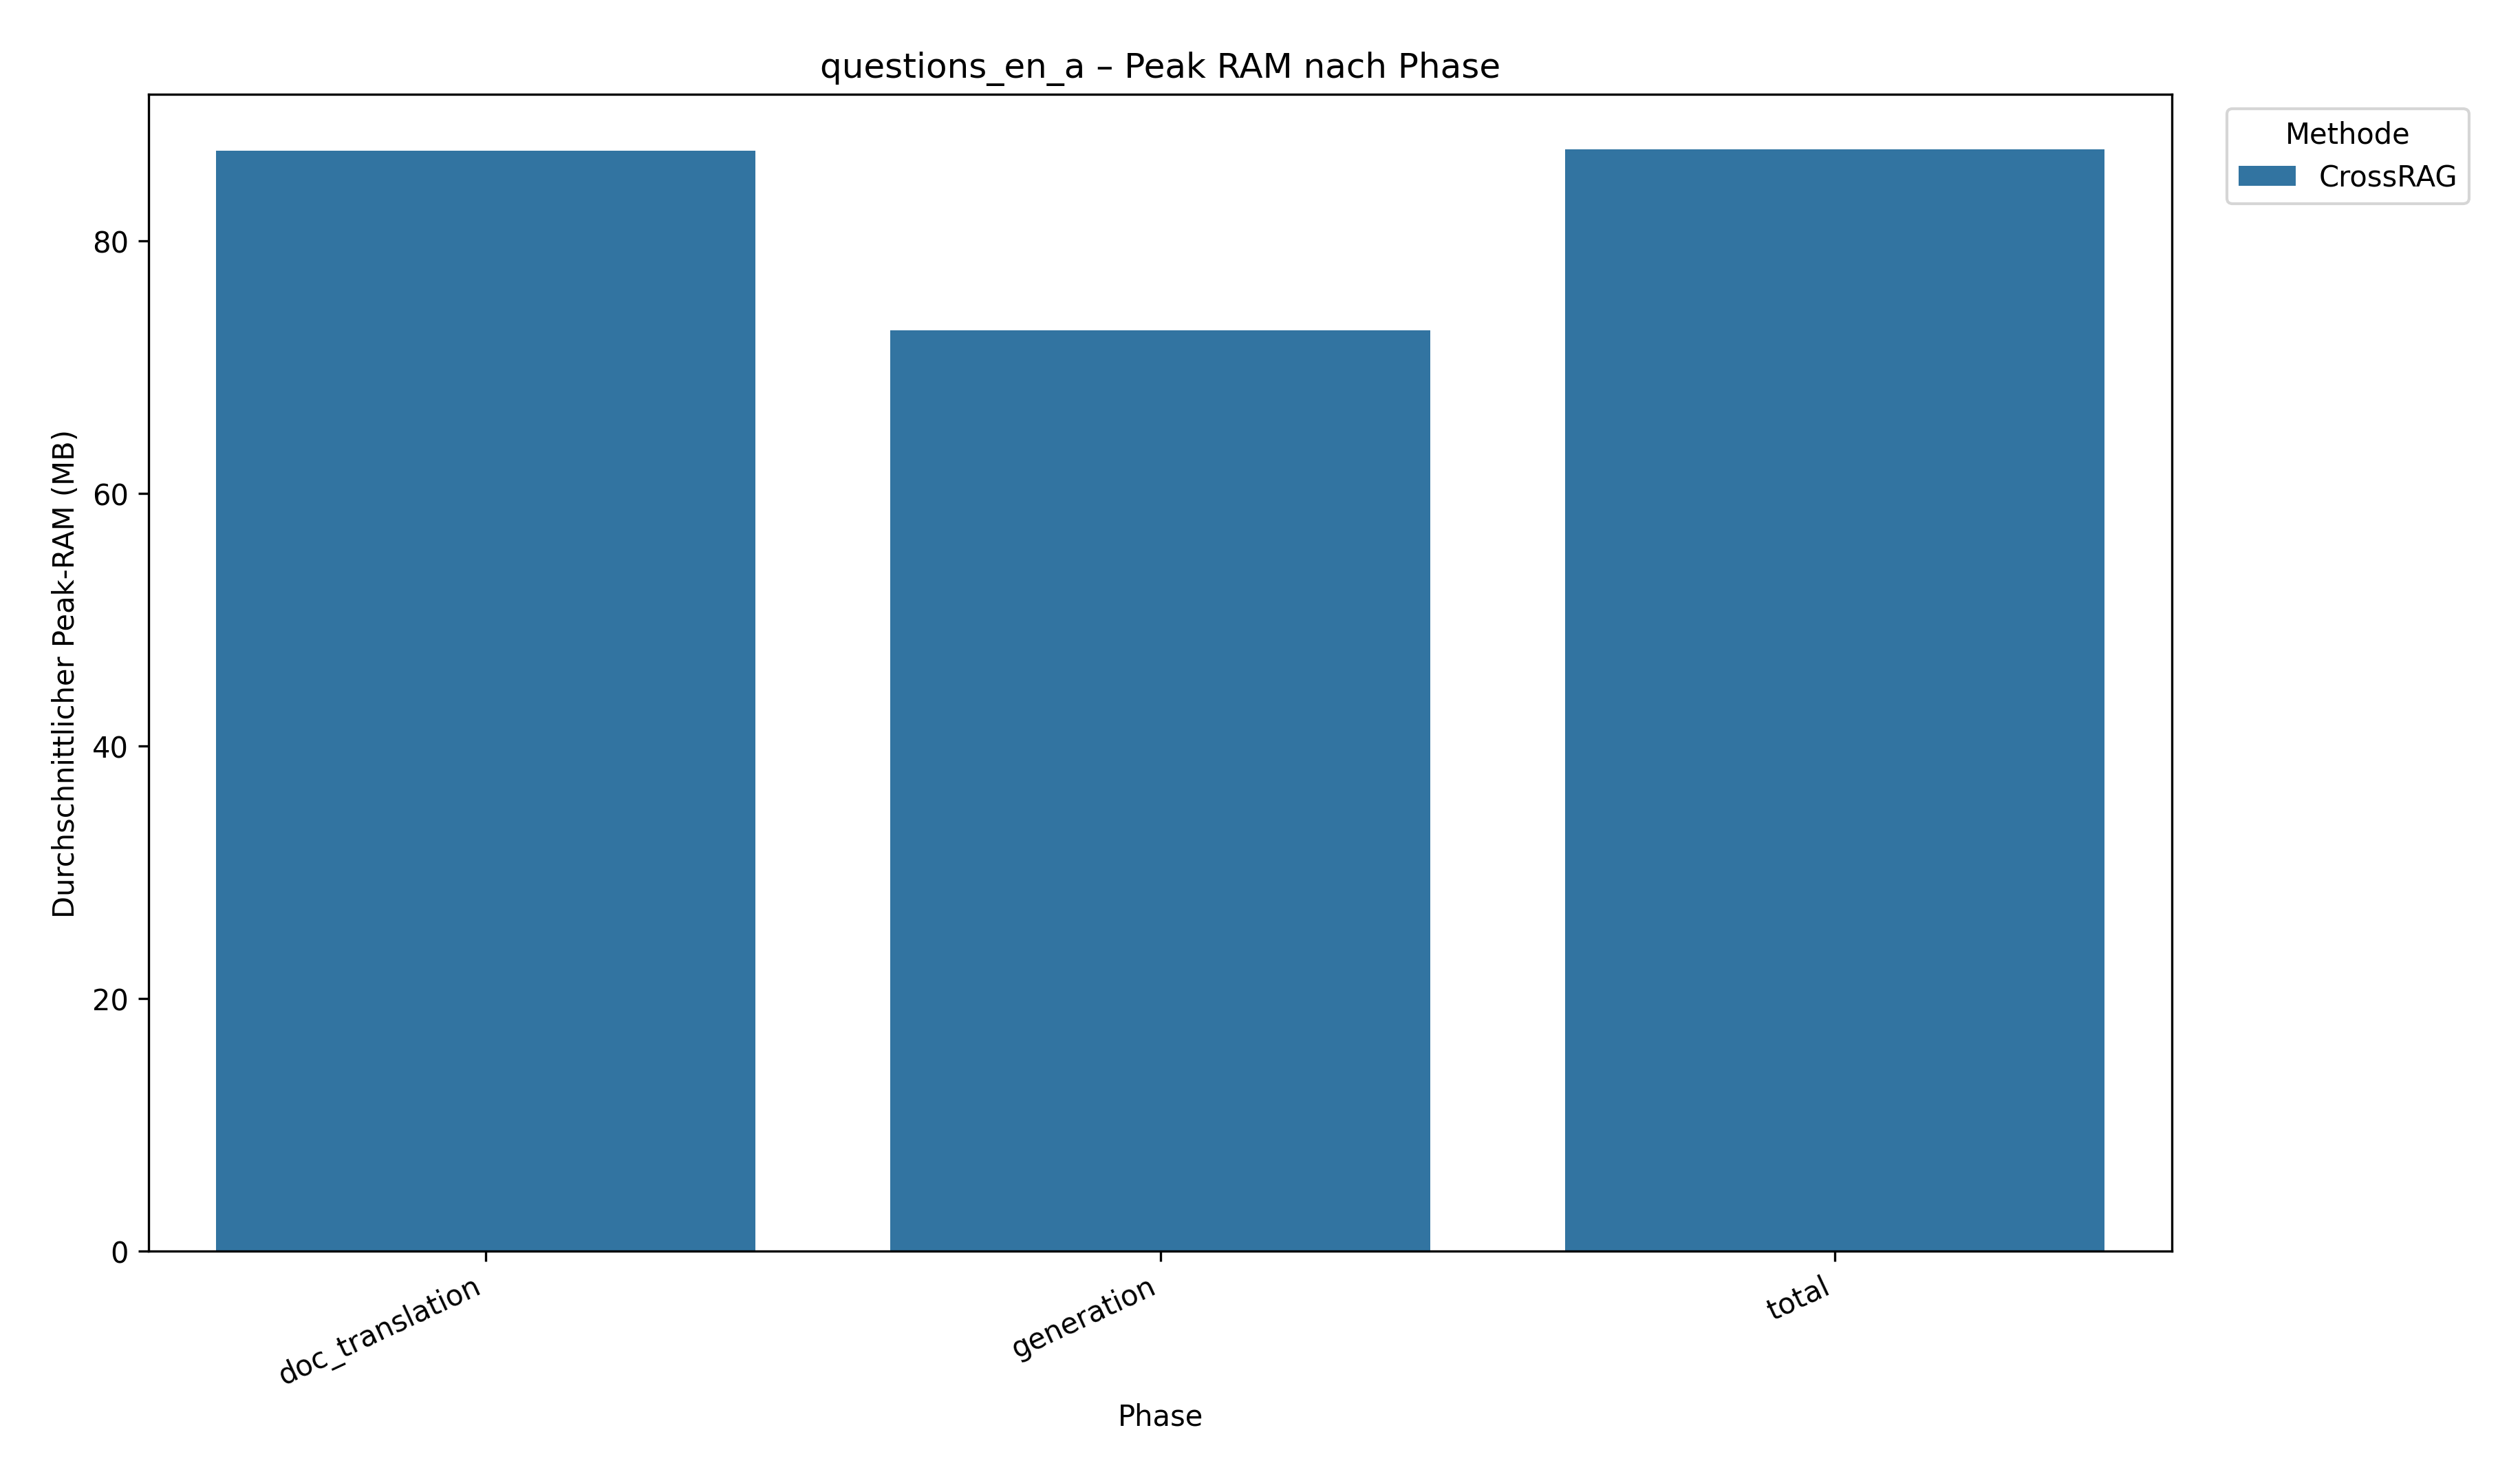 questions_en_a – Peak RAM nach Phase
Methode
CrossRAG
Durchschnittlicher Peak-RAM (MB)
80
60
40
20
0
doc_translation
generation
total
Phase